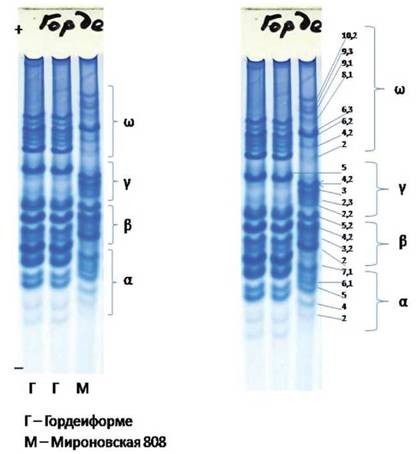 Горде
Горде
+
10,2
9,3
9,1
8,1
6,3
6,2
4,2
2
ω
ω
5
4,2
3
2,3
2,2
γ
γ
5,2
4,2
3,2
2
β
β
7,1
6,1
5
4
2
α
α
–
Г Г М
Г – Гордеиформе
М – Мироновская 808